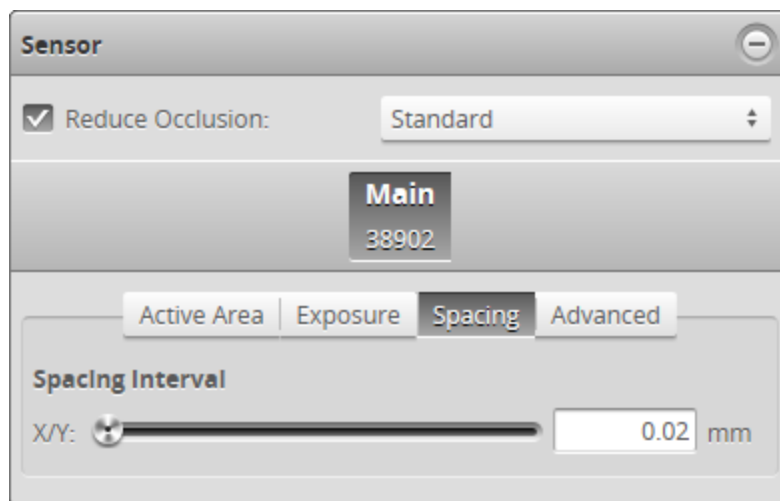 Sensor
Reduce Occlusion: Standard
Main
38902
Active Area Exposure Spacing Advanced
Spacing Interval
X/Y: 0.02 mm